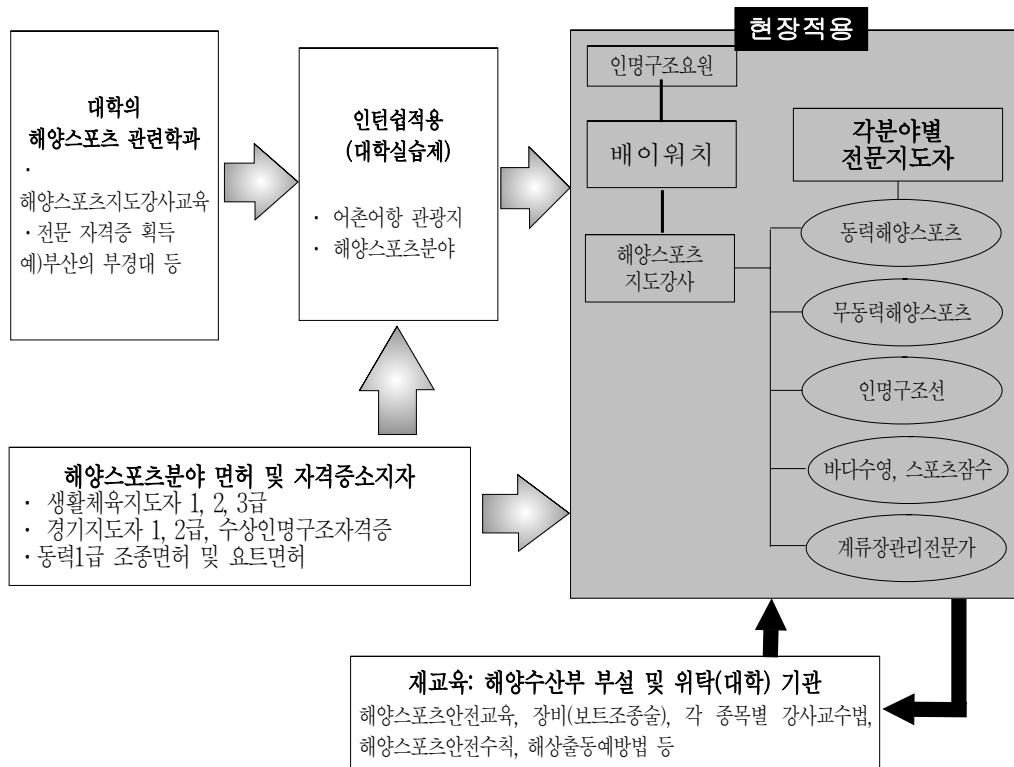 대학의
해양스포츠 관련학과
·
해양스포츠지도강사교육
· 전문 자격증 획득
예)부산의 부경대 등
인턴쉽적용
(대학실습제)
· 어촌어항 관광지
· 해양스포츠분야
현장적용
인명구조요원
배이워치
해양스포츠
지도강사
각분야별
전문지도자
동력해양스포츠
무동력해양스포츠
인명구조선
바다수영, 스포츠잠수
계류장관리전문가
해양스포츠분야 면허 및 자격증소지자
· 생활체육지도자 1, 2, 3급
· 경기지도자 1, 2급, 수상인명구조자격증
· 동력1급 조종면허 및 요트면허
재교육: 해양수산부 부설 및 위탁(대학) 기관
해양스포츠안전교육, 장비(보트조종술), 각 종목별 강사교수법,
해양스포츠안전수칙, 해상출동예방법 등